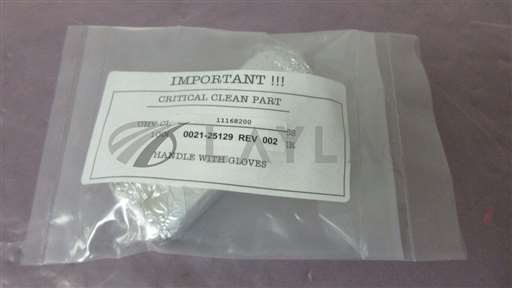 IMPORTANT !!!
CRITICAL CLEAN PART
11168200
0021-25129 REV 002
HANDLE WITH GLOVES